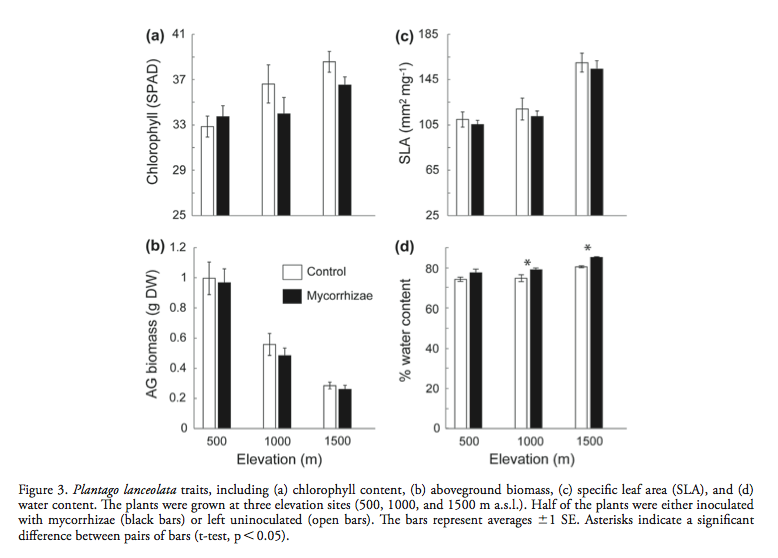 (a)
41
37
33
29
25
Chlorophyll (SPAD)
(c)
185
145
105
65
25
SLA (mm² mg⁻¹)
(b)
1.2
1
0.8
0.6
0.4
0.2
0
AG biomass (g DW)
Control
Mycorrhizae
500 1000 1500
Elevation (m)
(d)
80
60
40
20
0
% water content
*
*
500 1000 1500
Elevation (m)
Figure 3. Plantago lanceolata traits, including (a) chlorophyll content, (b) aboveground biomass, (c) specific leaf area (SLA), and (d)
water content. The plants were grown at three elevation sites (500, 1000, and 1500 m a.s.l.). Half of the plants were either inoculated
with mycorrhizae (black bars) or left uninoculated (open bars). The bars represent averages ±1 SE. Asterisks indicate a significant
difference between pairs of bars (t-test, p < 0.05).